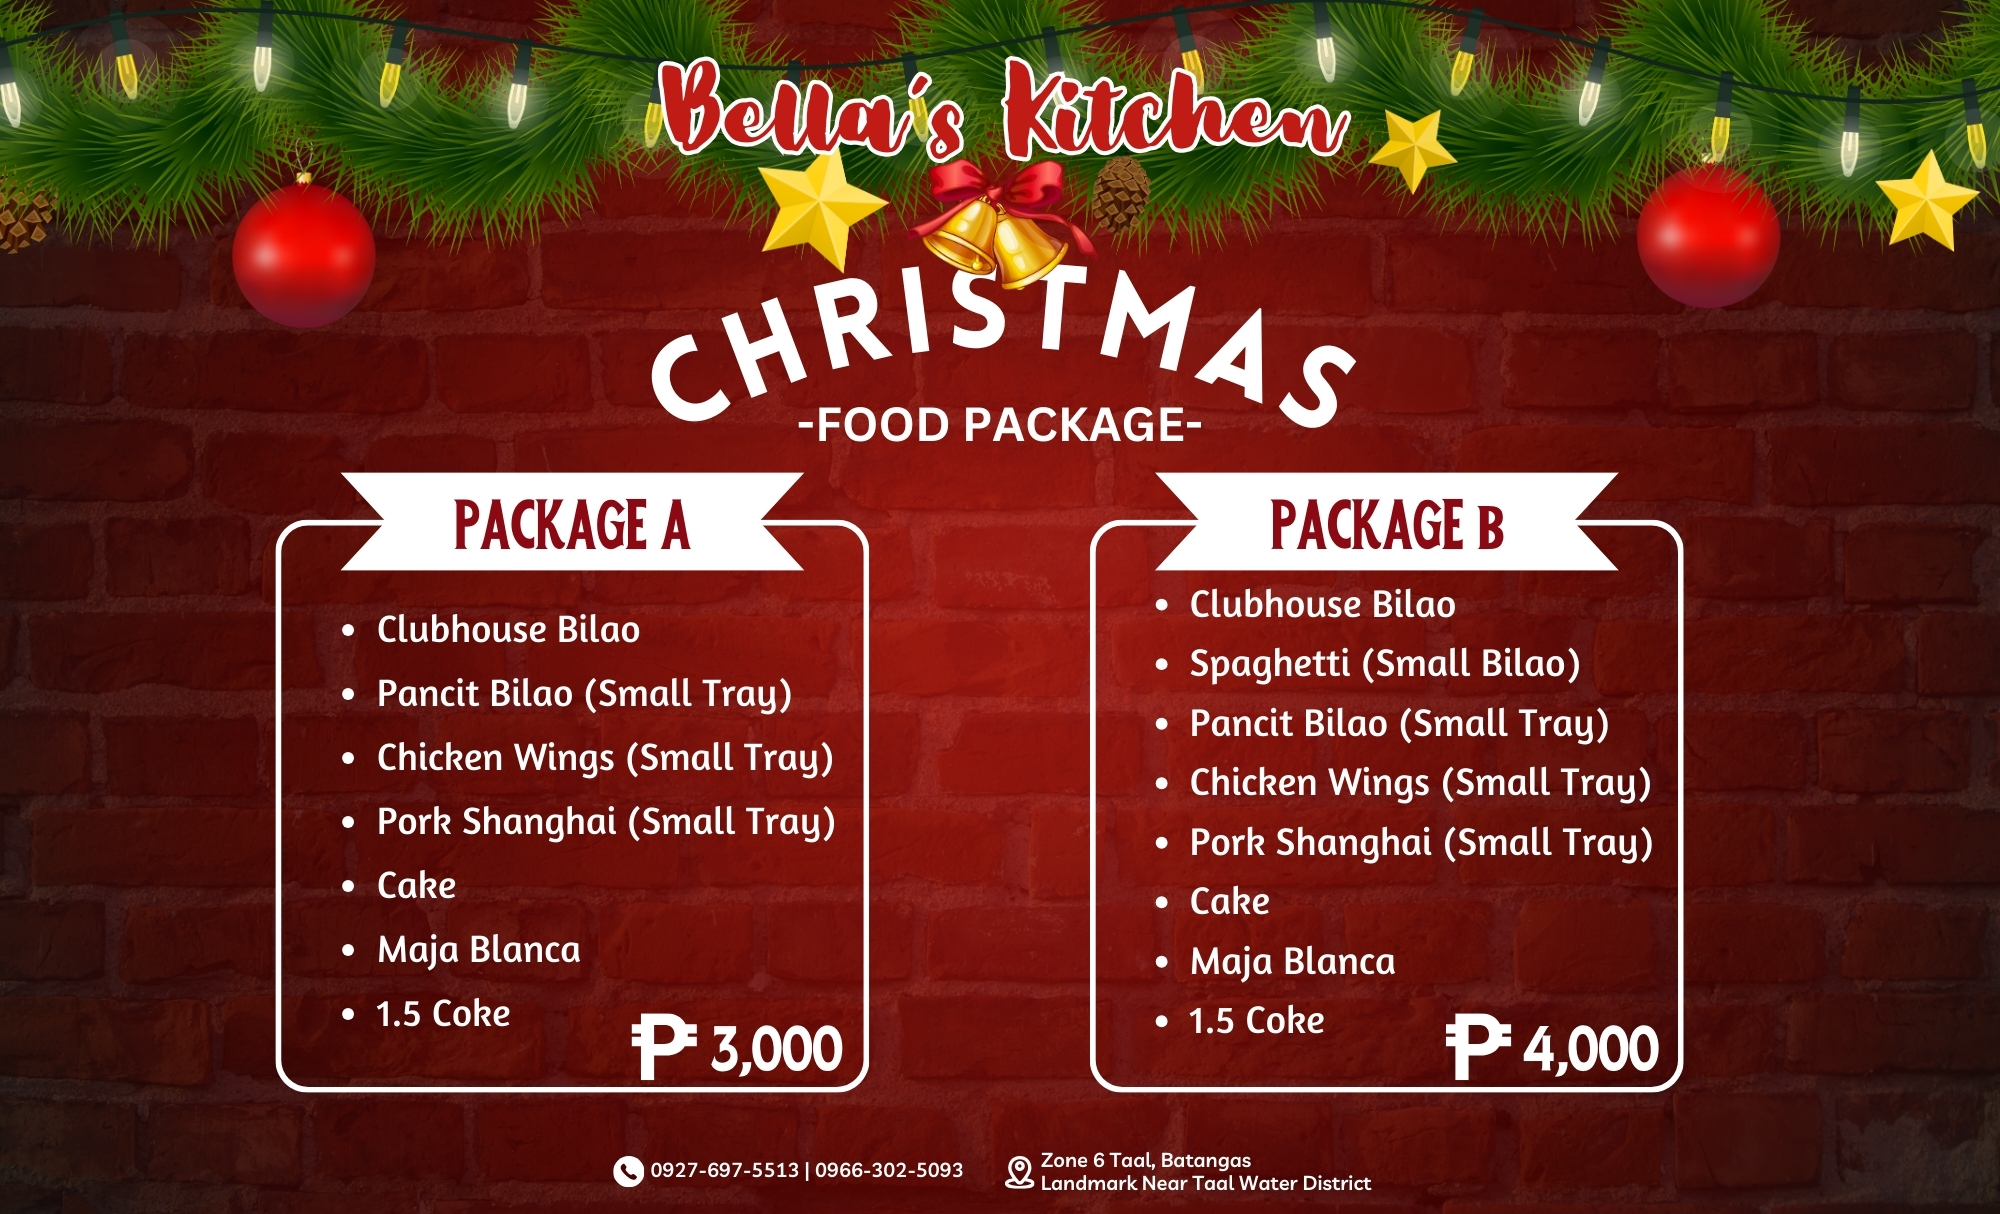 Bella's Kitchen
CHRISTMAS
-FOOD PACKAGE-
PACKAGE A
• Clubhouse Bilao
• Pancit Bilao (Small Tray)
• Chicken Wings (Small Tray)
• Pork Shanghai (Small Tray)
• Cake
• Maja Blanca
• 1.5 Coke
₱ 3,000
PACKAGE B
• Clubhouse Bilao
• Spaghetti (Small Bilao)
• Pancit Bilao (Small Tray)
• Chicken Wings (Small Tray)
• Pork Shanghai (Small Tray)
• Cake
• Maja Blanca
• 1.5 Coke
₱ 4,000
0927-697-5513 | 0966-302-5093
Zone 6 Taal, Batangas
Landmark Near Taal Water District